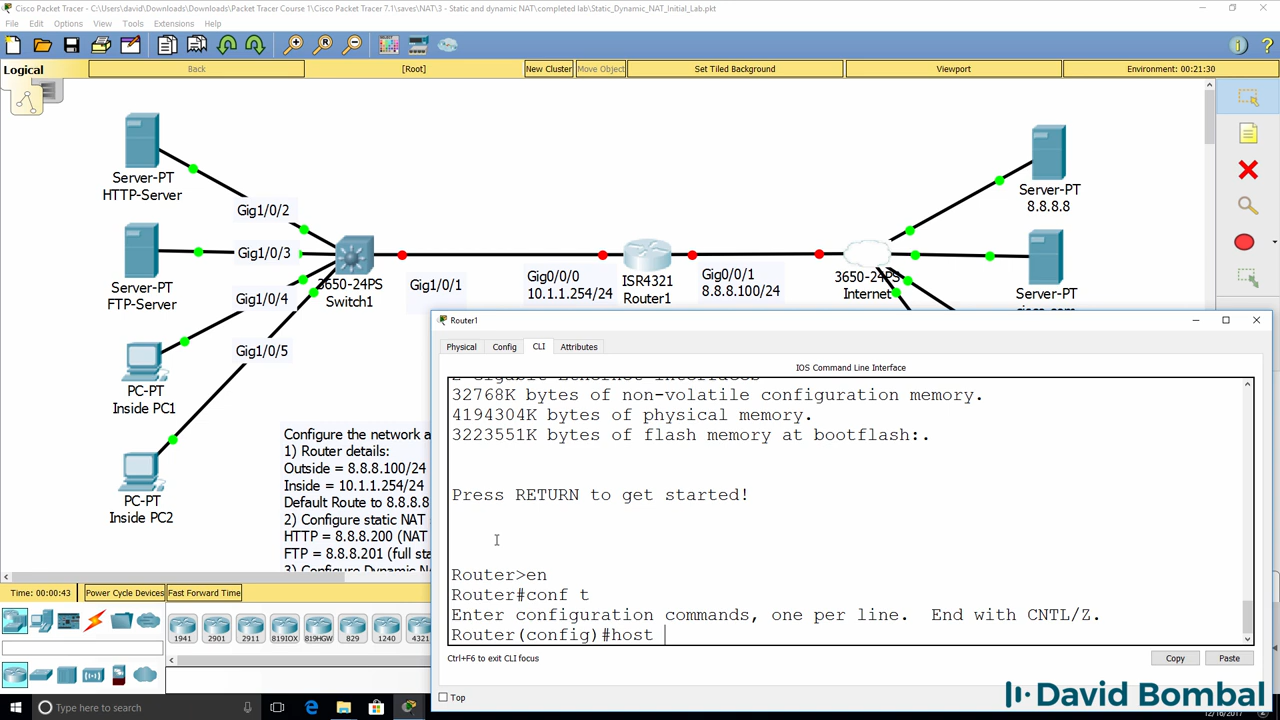 Cisco Packet Tracer - C:\Users\david\Downloads\Packet Tracer Course 1\Cisco Packet Tracer 7.1\saves\NAT\3 - Static and dynamic NAT\completed lab\Static_Dynamic_NAT_Initial_Lab.pkt
File Edit Options View Tools Extensions Help
Logical Back [Root] New Cluster Move Object Set Tiled Background Viewport Environment: 00:21:30
Server-PT
HTTP-Server
Gig1/0/2
Server-PT
FTP-Server
Gig1/0/3
Gig1/0/4
Gig1/0/5
3650-24PS
Switch1
Gig1/0/1
Gig0/0/0
10.1.1.254/24
ISR4321
Router1
Gig0/0/1
8.8.8.100/24
3650-24PS
Internet
Server-PT
8.8.8.8
Server-PT
cisco.com
PC-PT
Inside PC1
PC-PT
Inside PC2
Configure the network a
1) Router details:
Outside = 8.8.8.100/24
Inside = 10.1.1.254/24
Default Route to 8.8.8.8
2) Configure static NAT
HTTP = 8.8.8.200 (NAT
FTP = 8.8.8.201 (full sta
3) Configure Dynamic N
Router1
Physical Config CLI Attributes
IOS Command Line Interface
2 Gigabit Ethernet interfaces
32768K bytes of non-volatile configuration memory.
4194304K bytes of physical memory.
3223551K bytes of flash memory at bootflash:.
Press RETURN to get started!
Router>en
Router#conf t
Enter configuration commands, one per line.  End with CNTL/Z.
Router(config)#host
Ctrl+F6 to exit CLI focus
Copy Paste
Top
Time: 00:00:43 Power Cycle Devices Fast Forward Time
1941 2901 2911 819IOX 819HGW 829 1240 4321
Type here to search
David Bombal
12/16/2017